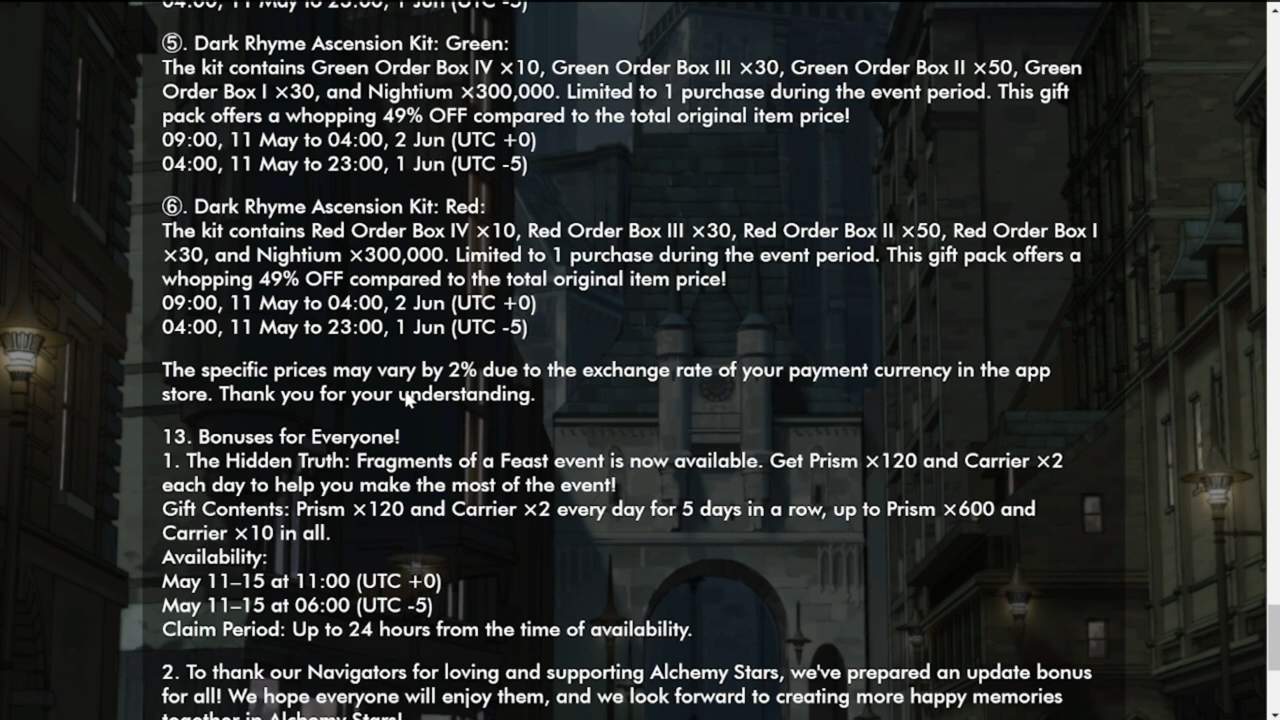 04:00, 11 May to 23:00, 1 Jun (UTC -5)
⑤. Dark Rhyme Ascension Kit: Green:
The kit contains Green Order Box IV ×10, Green Order Box III ×30, Green Order Box II ×50, Green
Order Box I ×30, and Nightium ×300,000. Limited to 1 purchase during the event period. This gift
pack offers a whopping 49% OFF compared to the total original item price!
09:00, 11 May to 04:00, 2 Jun (UTC +0)
04:00, 11 May to 23:00, 1 Jun (UTC -5)
⑥. Dark Rhyme Ascension Kit: Red:
The kit contains Red Order Box IV ×10, Red Order Box III ×30, Red Order Box II ×50, Red Order Box I
×30, and Nightium ×300,000. Limited to 1 purchase during the event period. This gift pack offers a
whopping 49% OFF compared to the total original item price!
09:00, 11 May to 04:00, 2 Jun (UTC +0)
04:00, 11 May to 23:00, 1 Jun (UTC -5)
The specific prices may vary by 2% due to the exchange rate of your payment currency in the app
store. Thank you for your understanding.
13. Bonuses for Everyone!
1. The Hidden Truth: Fragments of a Feast event is now available. Get Prism ×120 and Carrier ×2
each day to help you make the most of the event!
Gift Contents: Prism ×120 and Carrier ×2 every day for 5 days in a row, up to Prism ×600 and
Carrier ×10 in all.
Availability:
May 11–15 at 11:00 (UTC +0)
May 11–15 at 06:00 (UTC -5)
Claim Period: Up to 24 hours from the time of availability.
2. To thank our Navigators for loving and supporting Alchemy Stars, we've prepared an update bonus
for all! We hope everyone will enjoy them, and we look forward to creating more happy memories
together in Alchemy Stars!